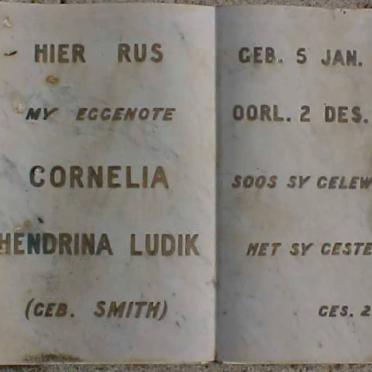 HIER RUS
MY EGGENOTE
CORNELIA
HENDRINA LUDIK
(GEB. SMITH)
GEB. 5 JAN.
OORL. 2 DES.
SOOS SY GELEW
HET SY GESTE
GES. 2